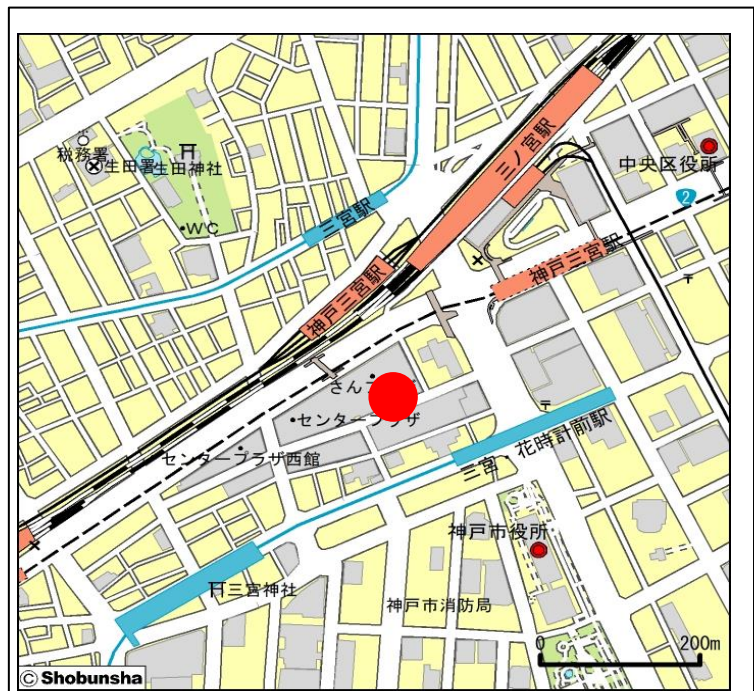 三ノ宮駅
中央区役所
税務署
生田署
生田神社
2
WC
三宮駅
神戸三宮駅
神戸三宮駅
さんプ
センタープラザ
センタープラザ西館
三宮・花時計前駅
神戸市役所
三宮神社
神戸市消防局
0 200m
© Shobunsha